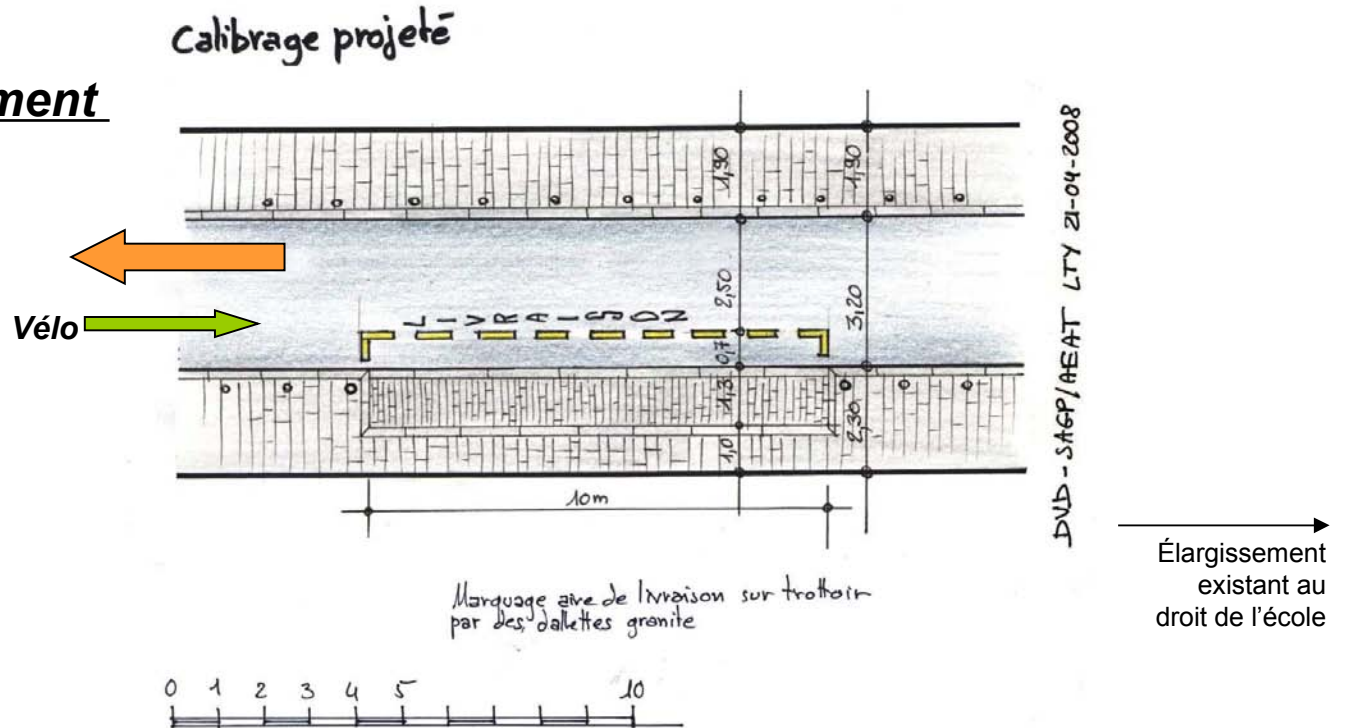 Calibrage projeté
ment
1,90
1,90
2,50
3,20
Vélo
LIVRAISON
0,7
1,3
2,30
1,0
10m
DVD-SAGP/AEAT LTY 21-04-2008
Élargissement
existant au
droit de l'école
Marquage aire de livraison sur trottoir
par des dallettes granite
0 1 2 3 4 5 10